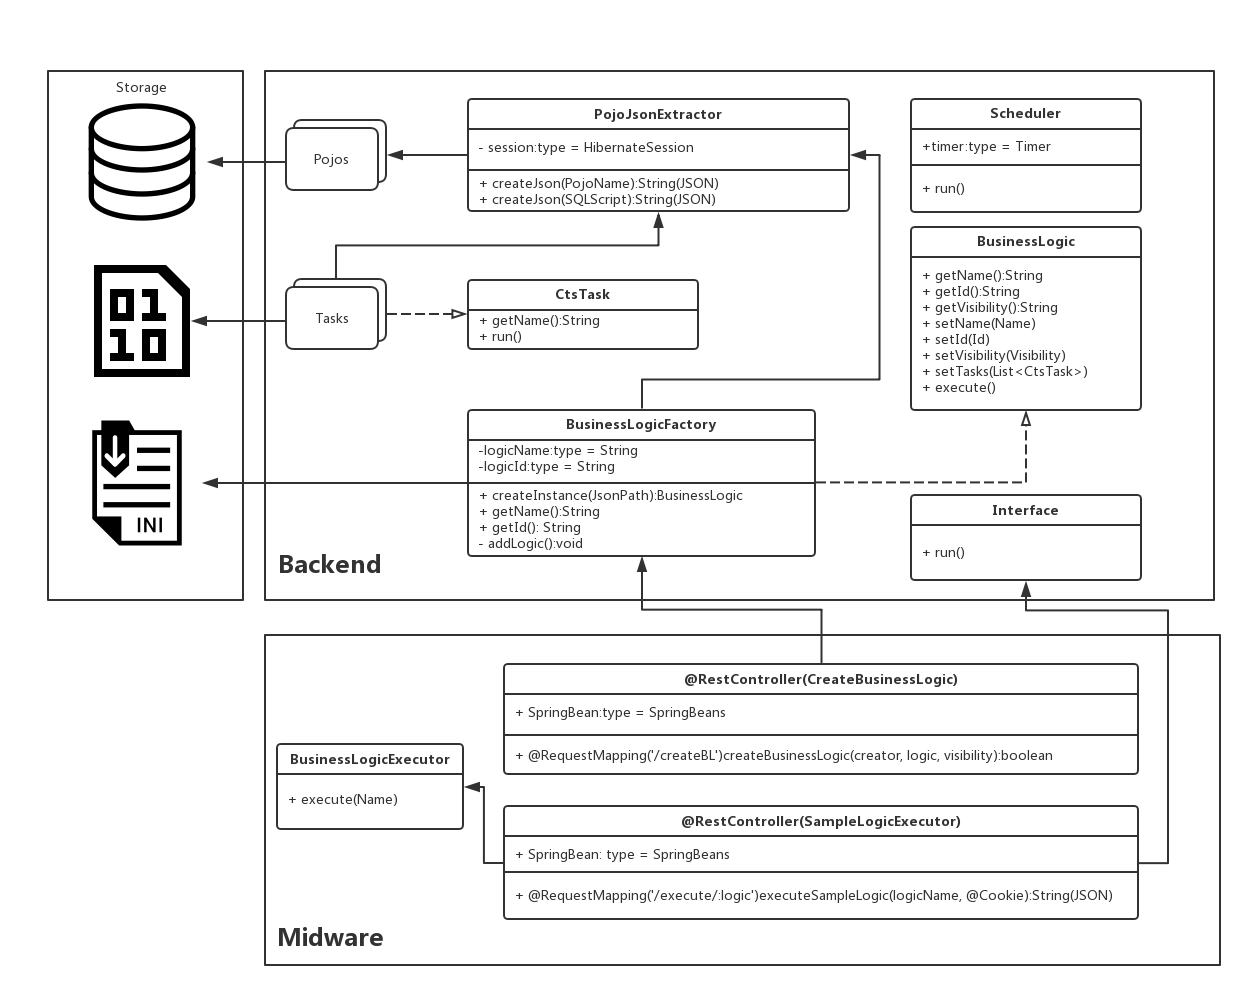 Storage
01
10
INI
Backend
Pojos
PojoJsonExtractor
- session:type = HibernateSession
+ createJson(PojoName):String(JSON)
+ createJson(SQLScript):String(JSON)
Scheduler
+timer:type = Timer
+ run()
BusinessLogic
+ getName():String
+ getId():String
+ getVisibility():String
+ setName(Name)
+ setId(Id)
+ setVisibility(Visibility)
+ setTasks(List<CtsTask>)
+ execute()
Tasks
CtsTask
+ getName():String
+ run()
BusinessLogicFactory
-logicName:type = String
-logicId:type = String
+ createInstance(JsonPath):BusinessLogic
+ getName():String
+ getId(): String
- addLogic():void
Interface
+ run()
@RestController(CreateBusinessLogic)
+ SpringBean:type = SpringBeans
+ @RequestMapping('/createBL')createBusinessLogic(creator, logic, visibility):boolean
BusinessLogicExecutor
+ execute(Name)
@RestController(SampleLogicExecutor)
+ SpringBean: type = SpringBeans
+ @RequestMapping('/execute/:logic')executeSampleLogic(logicName, @Cookie):String(JSON)
Midware